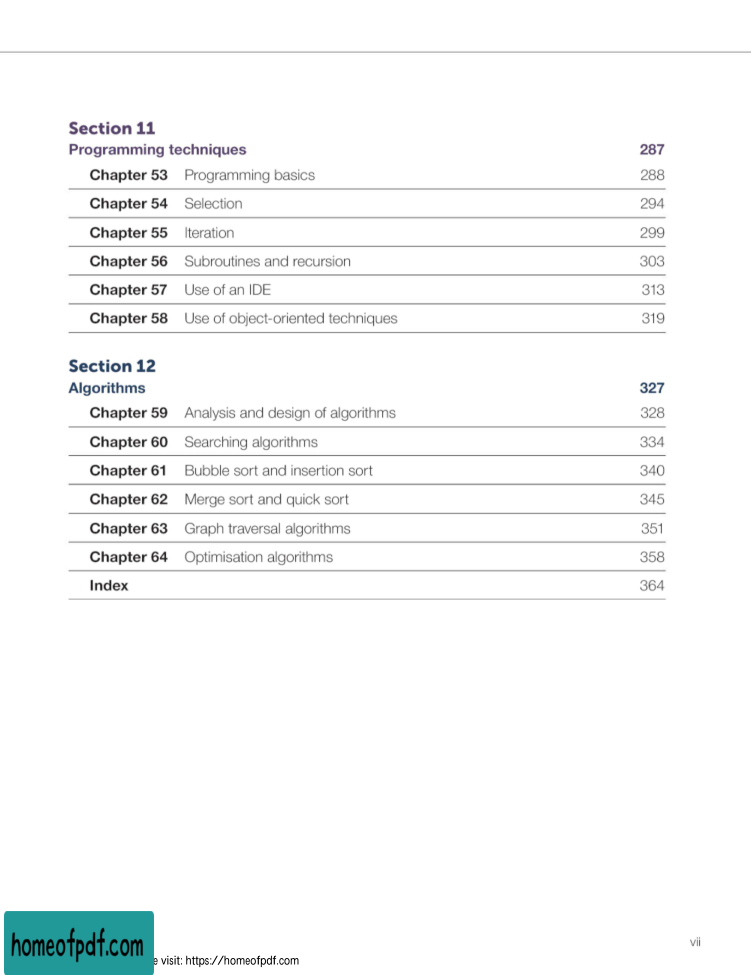 Section 11
Programming techniques 287
Chapter 53 Programming basics 288
Chapter 54 Selection 294
Chapter 55 Iteration 299
Chapter 56 Subroutines and recursion 303
Chapter 57 Use of an IDE 313
Chapter 58 Use of object-oriented techniques 319
Section 12
Algorithms 327
Chapter 59 Analysis and design of algorithms 328
Chapter 60 Searching algorithms 334
Chapter 61 Bubble sort and insertion sort 340
Chapter 62 Merge sort and quick sort 345
Chapter 63 Graph traversal algorithms 351
Chapter 64 Optimisation algorithms 358
Index 364
vii
homeofpdf.com
e visit: https://homeofpdf.com